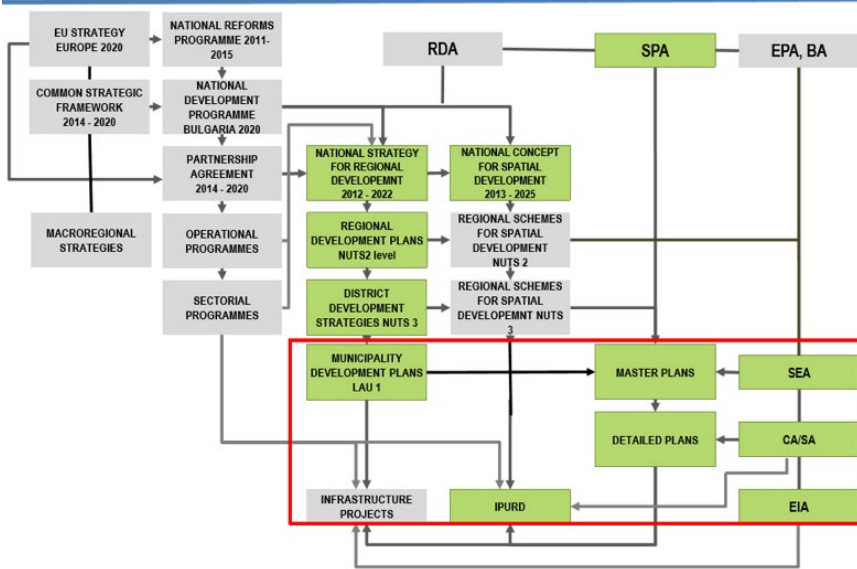 EU STRATEGY
EUROPE 2020
NATIONAL REFORMS
PROGRAMME 2011-
2015
RDA
SPA
EPA, BA
COMMON STRATEGIC
FRAMEWORK
2014 - 2020
NATIONAL
DEVELOPMENT
PROGRAMME
BULGARIA 2020
PARTNERSHIP
AGREEMENT
2014 - 2020
NATIONAL STRATEGY
FOR REGIONAL
DEVELOPEMNT
2012 - 2022
NATIONAL CONCEPT
FOR SPATIAL
DEVELOPMENT
2013 - 2025
MACROREGIONAL
STRATEGIES
OPERATIONAL
PROGRAMMES
REGIONAL
DEVELOPMENT PLANS
NUTS2 level
REGIONAL SCHEMES
FOR SPATIAL
DEVELOPMENT
NUTS 2
SECTORIAL
PROGRAMMES
DISTRICT
DEVELOPMENT
STRATEGIES NUTS 3
REGIONAL SCHEMES
FOR SPATIAL
DEVELOPEMNT NUTS
3
MUNICIPALITY
DEVELOPMENT PLANS
LAU 1
MASTER PLANS
SEA
DETAILED PLANS
CA/SA
INFRASTRUCTURE
PROJECTS
IPURD
EIA